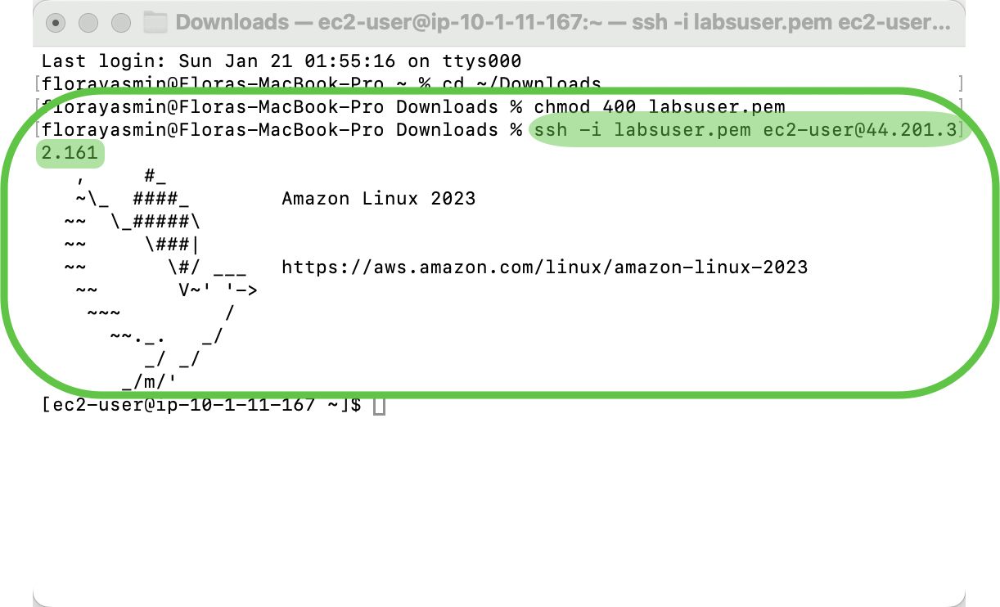 Downloads — ec2-user@ip-10-1-11-167:~ — ssh -i labsuser.pem ec2-user...
Last login: Sun Jan 21 01:55:16 on ttys000
[florayasmin@Floras-MacBook-Pro ~ % cd ~/Downloads ]
[florayasmin@Floras-MacBook-Pro Downloads % chmod 400 labsuser.pem ]
[florayasmin@Floras-MacBook-Pro Downloads % ssh -i labsuser.pem ec2-user@44.201.3]
2.161
   ,     #_
   ~\_  ####_        Amazon Linux 2023
  ~~  \_#####\
  ~~     \###|
  ~~       \#/ ___   https://aws.amazon.com/linux/amazon-linux-2023
   ~~       V~' '->
    ~~~         /
      ~~._.   _/
         _/ _/
       _/m/'
[ec2-user@ip-10-1-11-167 ~]$